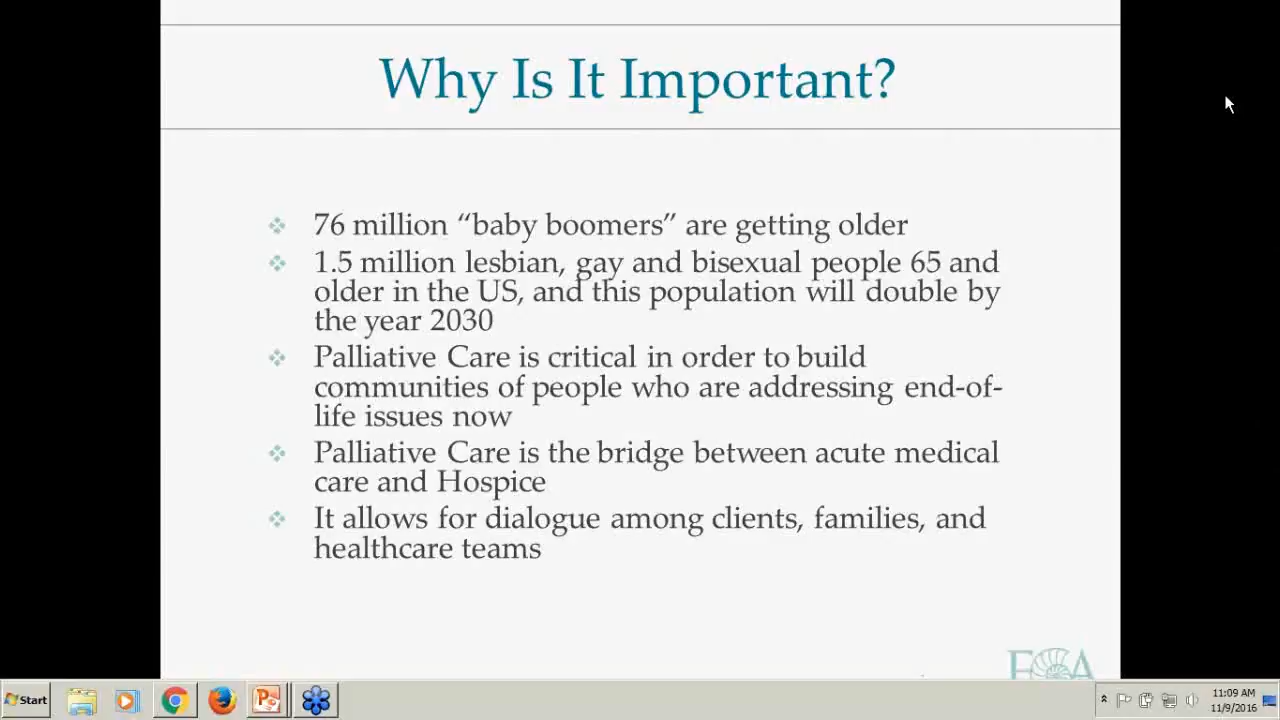 Why Is It Important?
76 million “baby boomers” are getting older
1.5 million lesbian, gay and bisexual people 65 and
older in the US, and this population will double by
the year 2030
Palliative Care is critical in order to build
communities of people who are addressing end-of-
life issues now
Palliative Care is the bridge between acute medical
care and Hospice
It allows for dialogue among clients, families, and
healthcare teams
Start
11:09 AM
11/9/2016